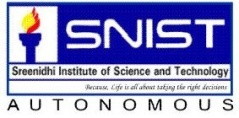 SNIST
Sreenidhi Institute of Science and Technology
Because, Life is all about taking the right decisions
AUTONOMOUS